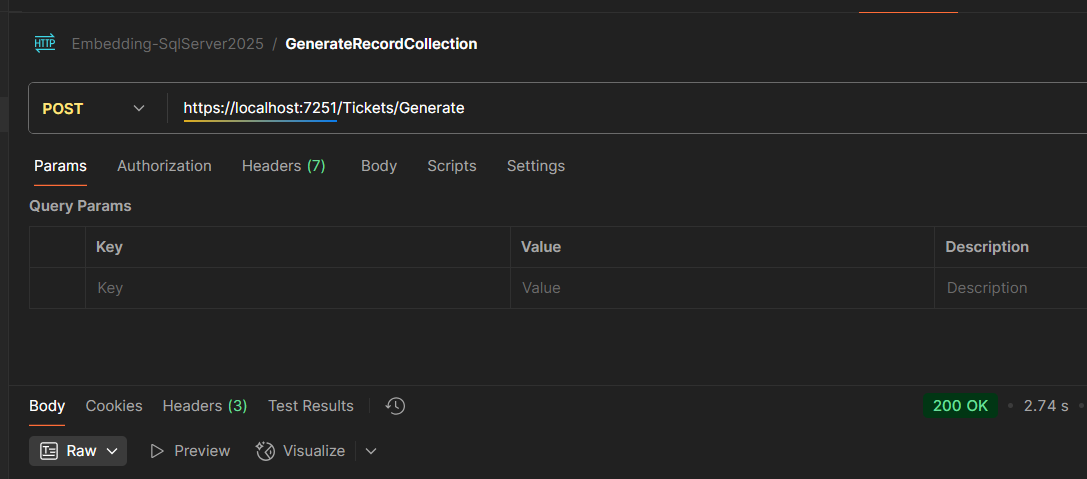 HTTP Embedding-SqlServer2025 / GenerateRecordCollection
POST https://localhost:7251/Tickets/Generate
Params Authorization Headers (7) Body Scripts Settings
Query Params
Key Value Description
Key Value Description
Body Cookies Headers (3) Test Results 200 OK • 2.74 s •
Raw Preview Visualize